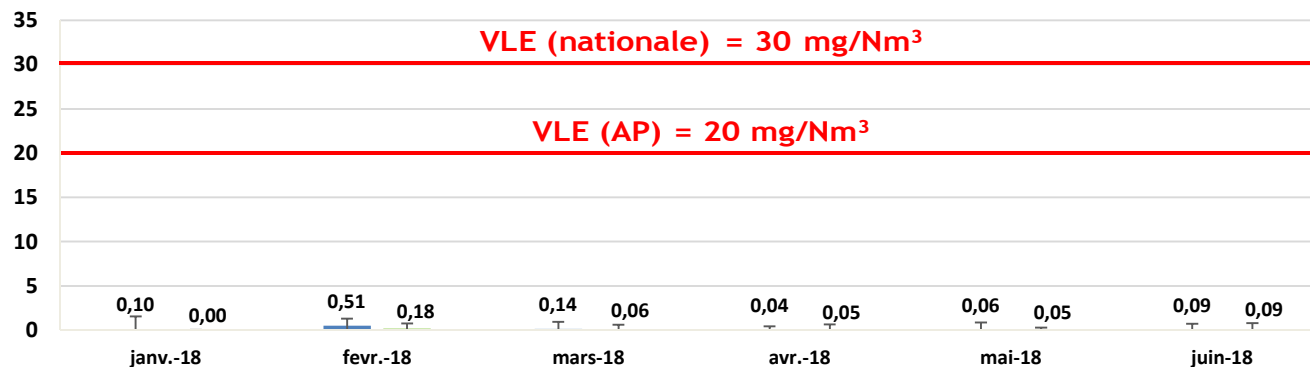 35
VLE (nationale) = 30 mg/Nm³
30
25
VLE (AP) = 20 mg/Nm³
20
15
10
5
0,10 0,00 0,51 0,18 0,14 0,06 0,04 0,05 0,06 0,05 0,09 0,09
0
janv.-18 fevr.-18 mars-18 avr.-18 mai-18 juin-18